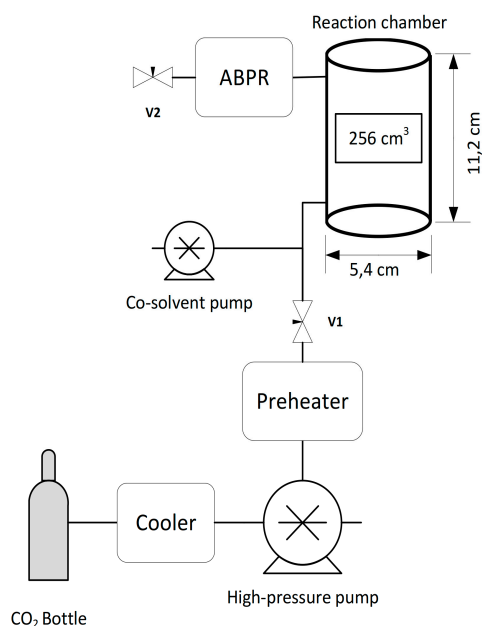 Reaction chamber
ABPR
V2
256 cm³
11,2 cm
5,4 cm
Co-solvent pump
V1
Preheater
Cooler
High-pressure pump
CO₂ Bottle